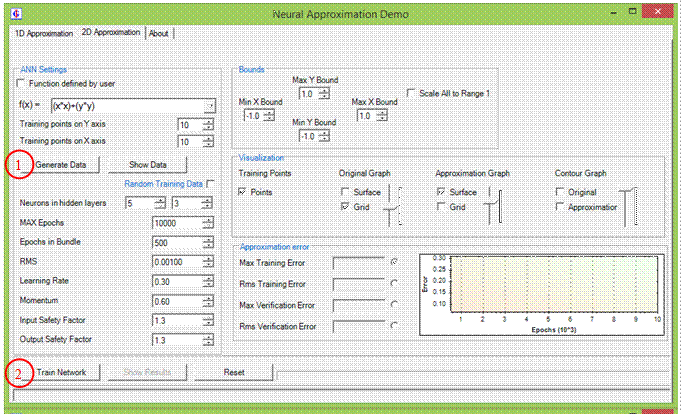 Neural Approximation Demo
1D Approximation 2D Approximation About
ANN Settings
Function defined by user
f(x) = (x*x)+(y*y)
Training points on Y axis 10
Training points on X axis 10
1 Generate Data Show Data
Random Training Data
Neurons in hidden layers 5 3
MAX Epochs 10000
Epochs in Bundle 500
RMS 0.00100
Learning Rate 0.30
Momentum 0.60
Input Safety Factor 1.3
Output Safety Factor 1.3
2 Train Network Show Results Reset
Bounds
Max Y Bound
1.0
Scale All to Range 1
Min X Bound Max X Bound
-1.0 1.0
Min Y Bound
-1.0
Visualization
Training Points Original Graph Approximation Graph Contour Graph
Points Surface Surface Original
Grid Grid Approximatior
Approximation error
Max Training Error
Rms Training Error
Max Verification Error
Rms Verification Error
Error
0.30
0.25
0.20
0.15
0.10
1 2 3 4 5 6 7 8 9 10
Epochs (10^3)